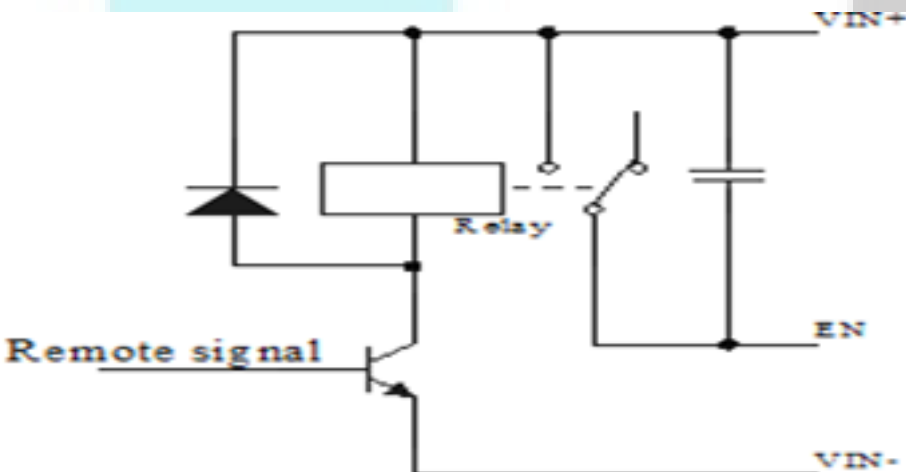 VIN+
Relay
EN
Remote signal
VIN-